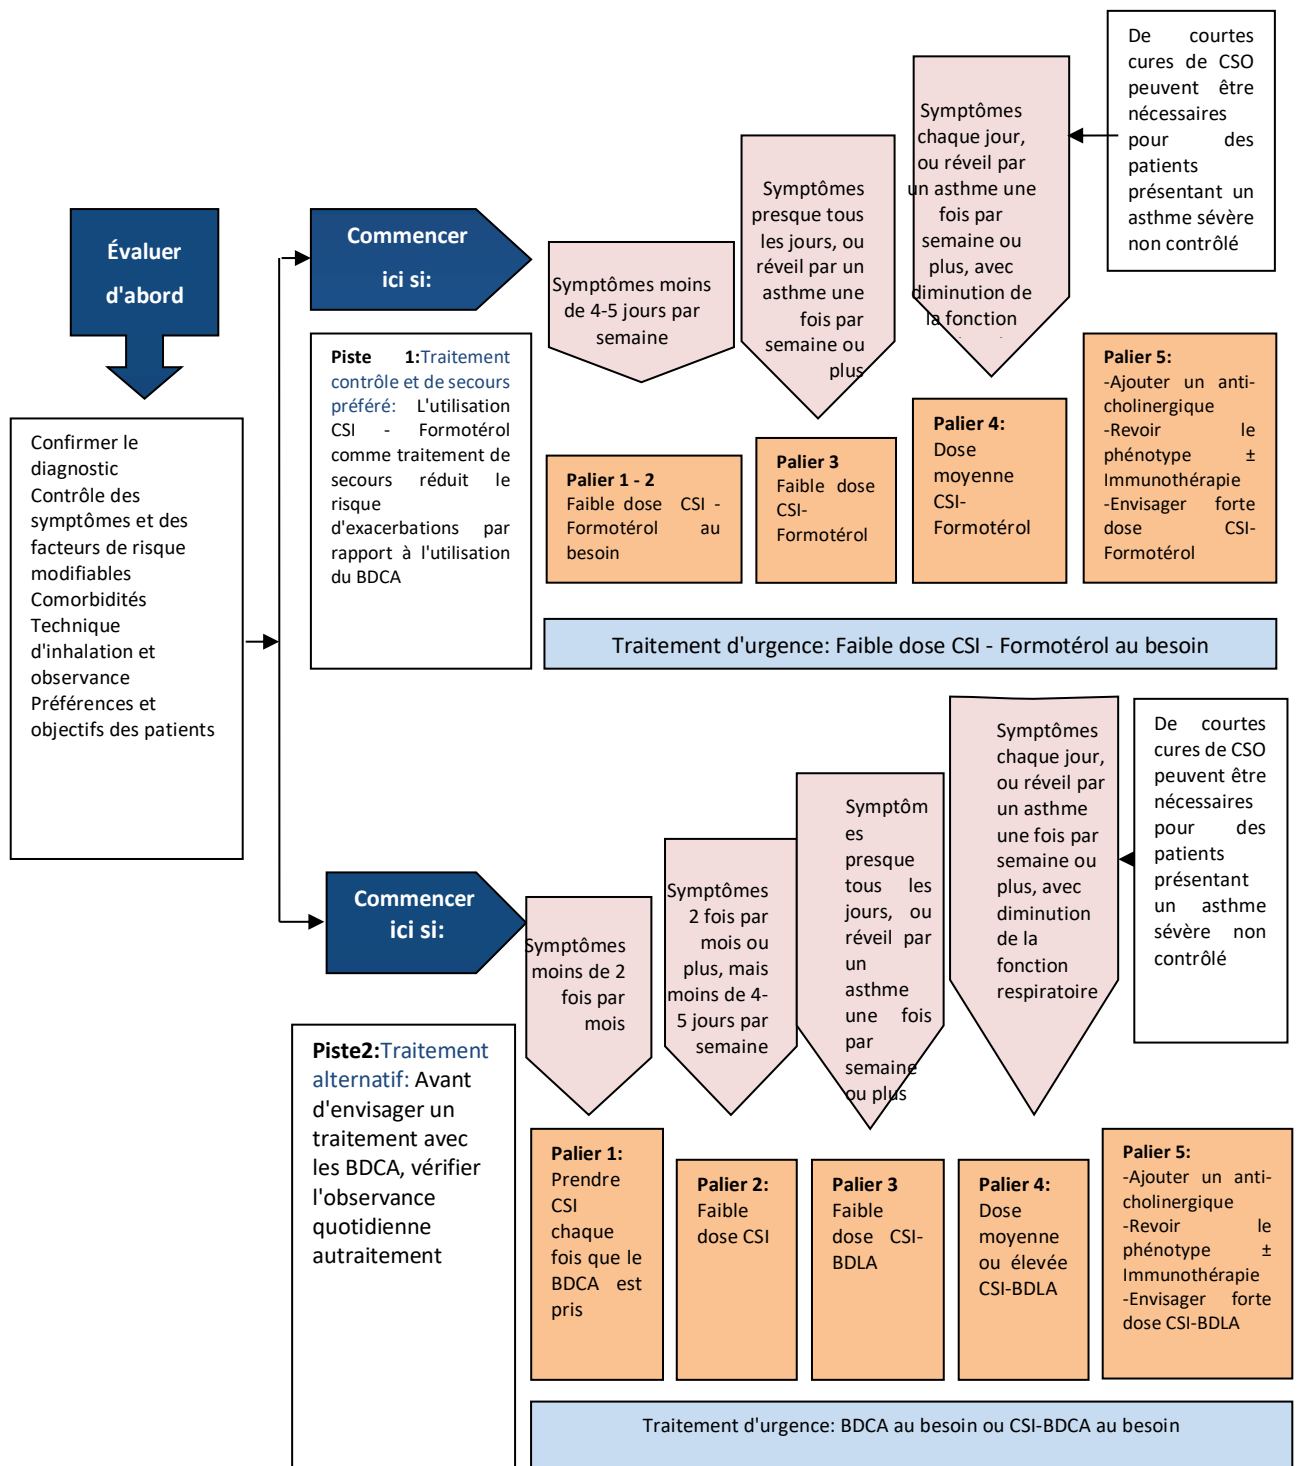 Évaluer
d'abord
Confirmer le
diagnostic
Contrôle des
symptômes et des
facteurs de risque
modifiables
Comorbidités
Technique
d'inhalation et
observance
Préférences et
objectifs des patients
Commencer
ici si:
Symptômes moins
de 4-5 jours par
semaine
Symptômes
presque tous
les jours, ou
réveil par un
asthme une
fois par
semaine ou
plus
Symptômes
chaque jour,
ou réveil par
un asthme une
fois par
semaine ou
plus, avec
diminution de
la fonction
De courtes
cures de CSO
peuvent être
nécessaires
pour des
patients
présentant un
asthme sévère
non contrôlé
Piste 1:Traitement
contrôle et de secours
préféré: L'utilisation
CSI - Formotérol
comme traitement de
secours réduit le
risque
d'exacerbations par
rapport à l'utilisation
du BDCA
Palier 1 - 2
Faible dose CSI -
Formotérol au
besoin
Palier 3
Faible dose
CSI-
Formotérol
Palier 4:
Dose
moyenne
CSI-
Formotérol
Palier 5:
-Ajouter un anti-
cholinergique
-Revoir le
phénotype ±
Immunothérapie
-Envisager forte
dose CSI-
Formotérol
Traitement d'urgence: Faible dose CSI - Formotérol au besoin
Commencer
ici si:
Symptômes
moins de 2
fois par
mois
Symptômes
2 fois par
mois ou
plus, mais
moins de 4-
5 jours par
semaine
Symptôm
es
presque
tous les
jours, ou
réveil par
un
asthme
une fois
par
semaine
ou plus
Symptômes
chaque jour,
ou réveil par
un asthme
une fois par
semaine ou
plus, avec
diminution
de la
fonction
respiratoire
De courtes
cures de CSO
peuvent être
nécessaires
pour des
patients
présentant
un asthme
sévère non
contrôlé
Piste2:Traitement
alternatif: Avant
d'envisager un
traitement avec
les BDCA, vérifier
l'observance
quotidienne
autraitement
Palier 1:
Prendre
CSI
chaque
fois que le
BDCA est
pris
Palier 2:
Faible
dose CSI
Palier 3
Faible
dose CSI-
BDLA
Palier 4:
Dose
moyenne
ou élevée
CSI-BDLA
Palier 5:
-Ajouter un anti-
cholinergique
-Revoir le
phénotype ±
Immunothérapie
-Envisager forte
dose CSI-BDLA
Traitement d'urgence: BDCA au besoin ou CSI-BDCA au besoin